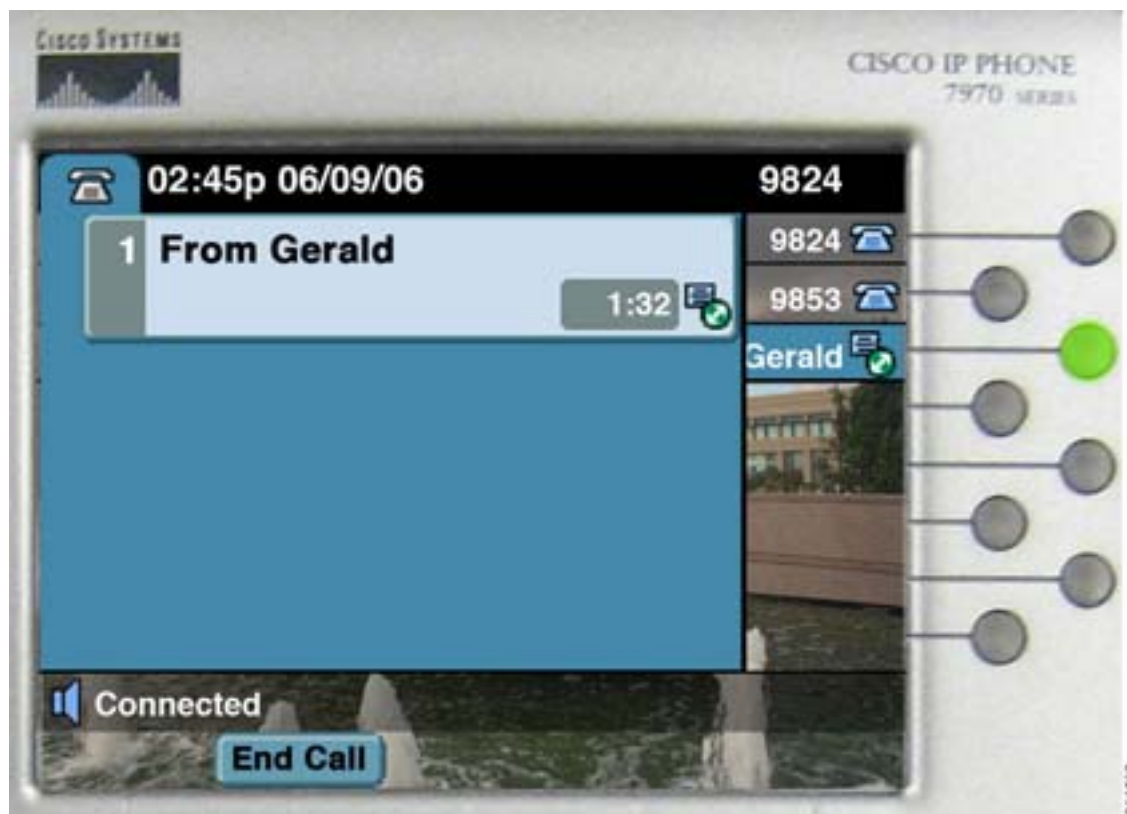 CISCO SYSTEMS
CISCO IP PHONE
7970 SERIES
02:45p 06/09/06
9824
1 From Gerald
1:32
9824
9853
Gerald
Connected
End Call